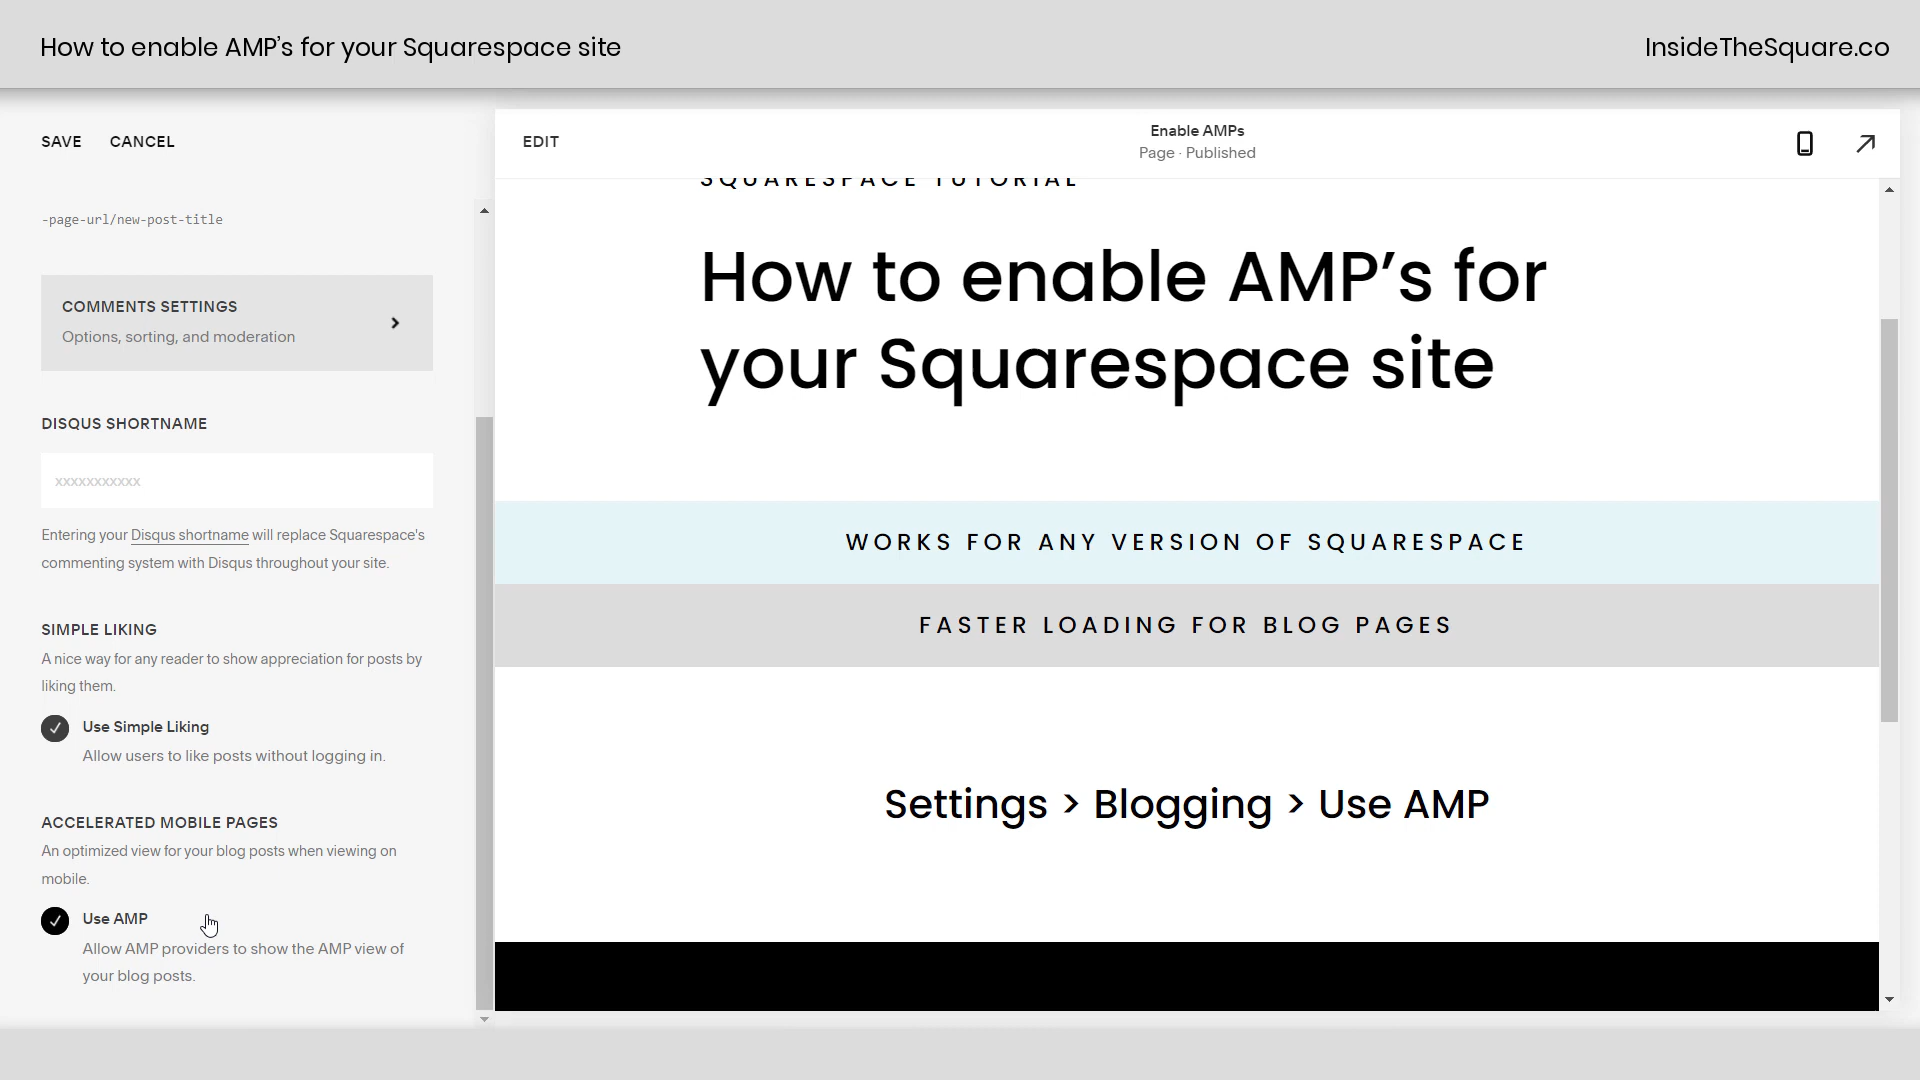 How to enable AMP’s for your Squarespace site
InsideTheSquare.co
SAVE CANCEL
-page-url/new-post-title
COMMENTS SETTINGS
Options, sorting, and moderation
DISQUS SHORTNAME
xxxxxxxxxxx
Entering your Disqus shortname will replace Squarespace's
commenting system with Disqus throughout your site.
SIMPLE LIKING
A nice way for any reader to show appreciation for posts by
liking them.
Use Simple Liking
Allow users to like posts without logging in.
ACCELERATED MOBILE PAGES
An optimized view for your blog posts when viewing on
mobile.
Use AMP
Allow AMP providers to show the AMP view of
your blog posts.
EDIT
Enable AMPs
Page · Published
SQUARESPACE TUTORIAL
How to enable AMP’s for
your Squarespace site
WORKS FOR ANY VERSION OF SQUARESPACE
FASTER LOADING FOR BLOG PAGES
Settings > Blogging > Use AMP